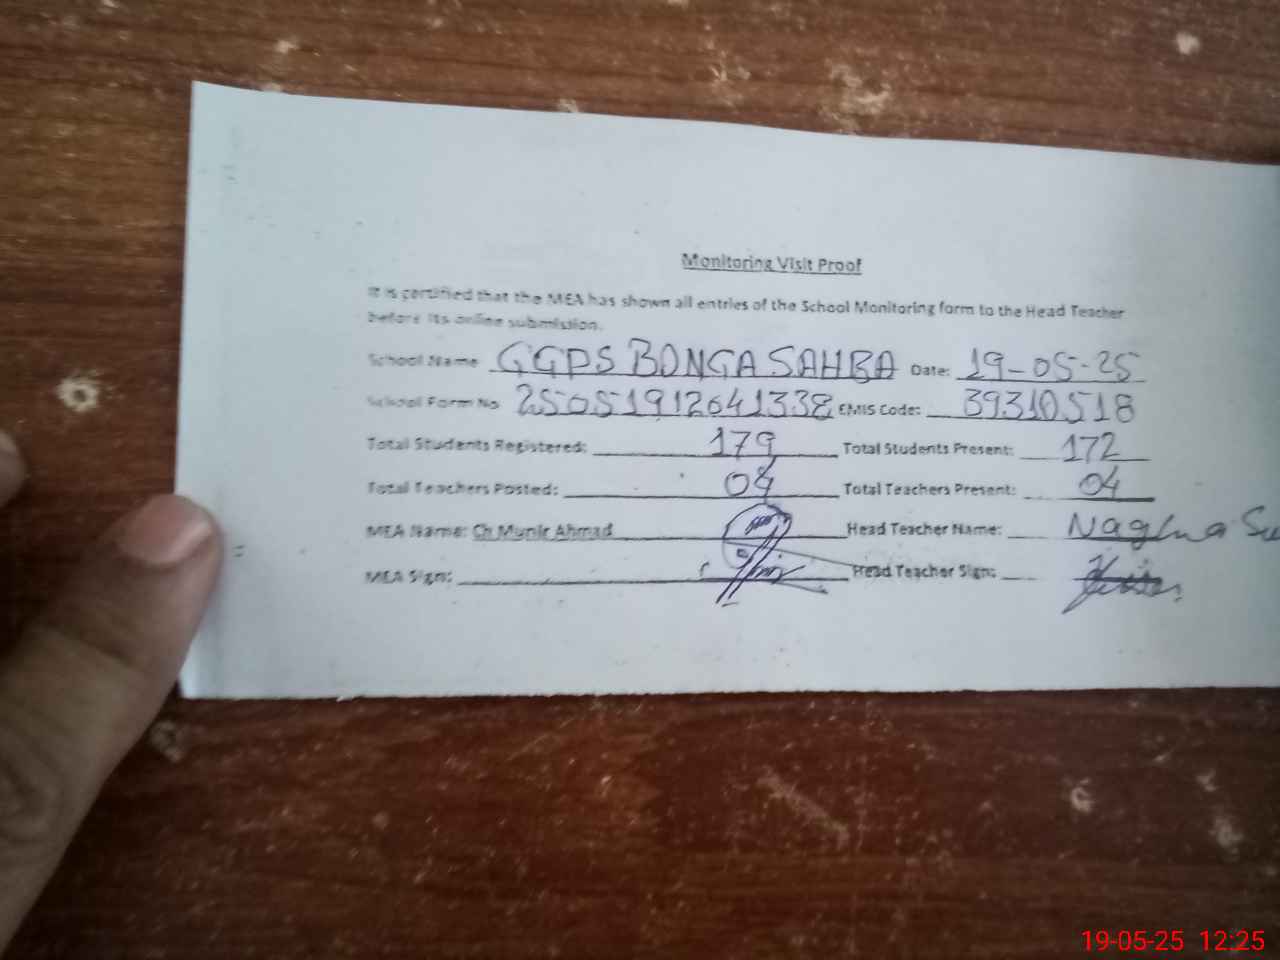 Monitoring Visit Proof
It is certified that the MEA has shown all entries of the School Monitoring form to the Head Teacher
before its online submission.
School Name GGPS BONGA SAHBA Date: 19-05-25
School Form No 25051912641338 EMIS Code: 39310518
Total Students Registered: 179 Total Students Present: 172
Total Teachers Posted: 04 Total Teachers Present: 04
MEA Name: Ch Munir Ahmad Head Teacher Name: Naghna
MEA Sign: Head Teacher Sign:
19-05-25 12:25